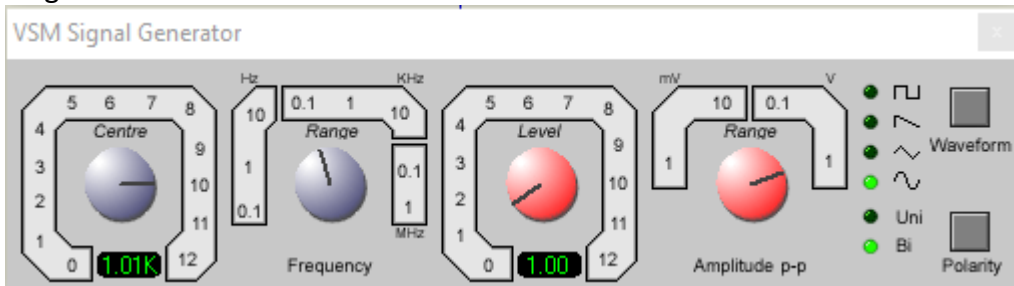 VSM Signal Generator
x
Hz KHz mV V
5 6 7 8 0.1 1 5 6 7 8 10 0.1
4 Centre 10 Range 10 4 Level Range
9 9 Waveform
3 1 0.1 3 1 1
10 10
2 0.1 1 2 Uni
11 MHz 11
1 1 Bi
0 1.01K 12 Frequency 0 1.00 12 Amplitude p-p Polarity